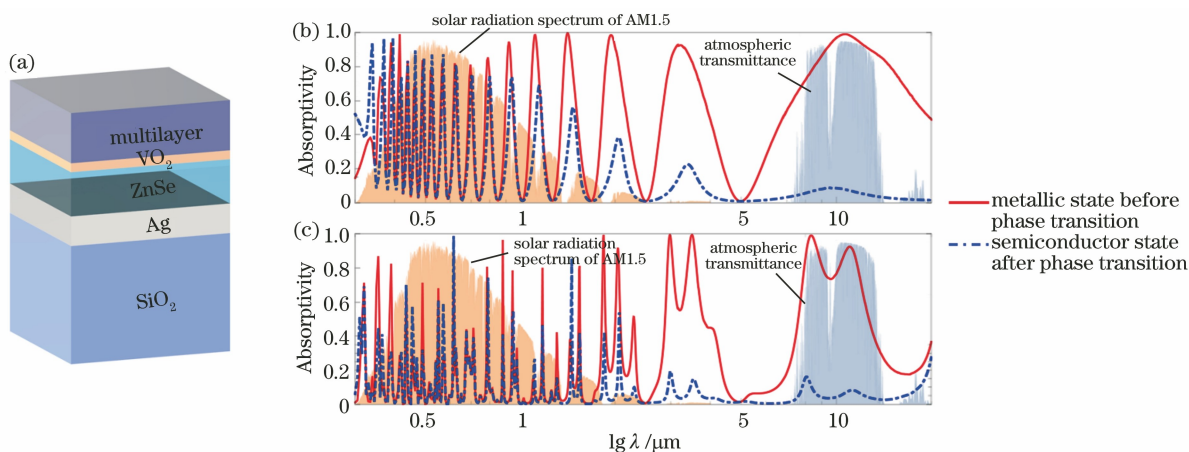 (a)
multilayer
VO₂
ZnSe
Ag
SiO₂
(b)
solar radiation spectrum of AM1.5
atmospheric
transmittance
Absorptivity
1.0
0.8
0.6
0.4
0.2
0
0.5
1
5
10
(c)
solar radiation
spectrum of AM1.5
atmospheric
transmittance
Absorptivity
1.0
0.8
0.6
0.4
0.2
0
0.5
1
5
10
lg λ /μm
metallic state before
phase transition
semiconductor state
after phase transition